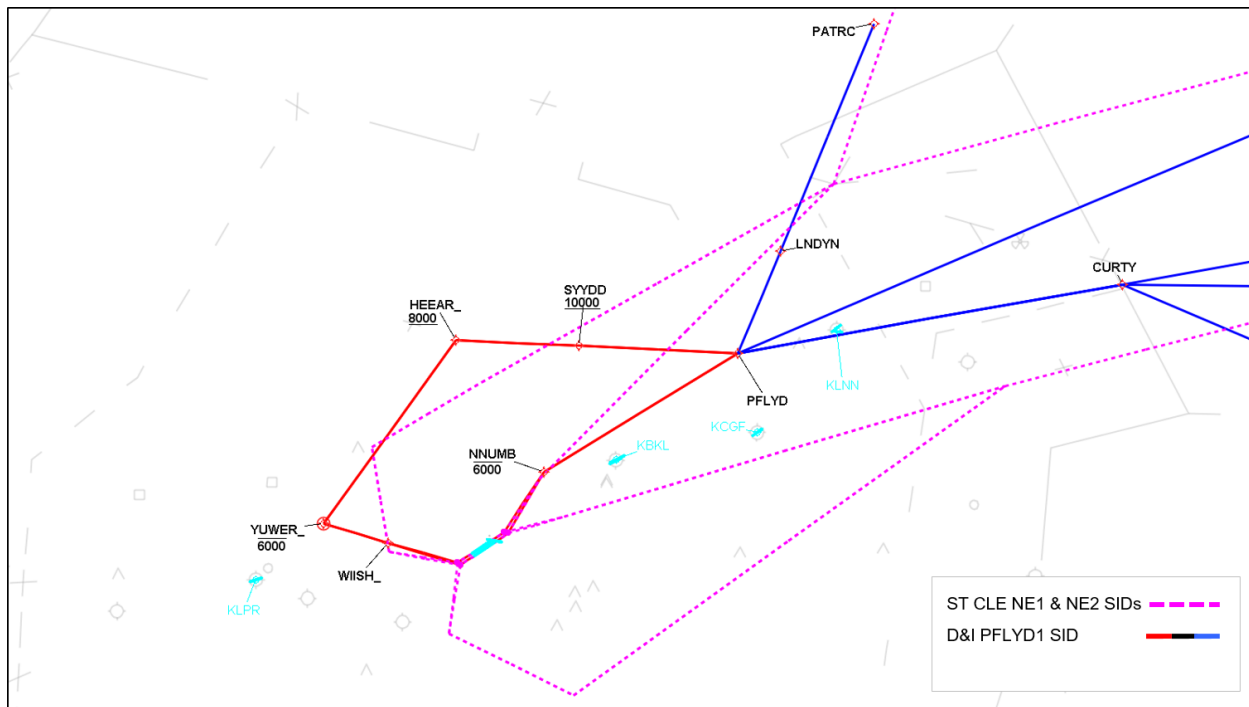 PATRC
LNDYN
CURTY
SYYDD
10000
HEEAR_
8000
PFLYD
KLNN
KCGF
NNUMB
6000
KBKL
YUWER_
6000
WIISH_
KLPR
ST CLE NE1 & NE2 SIDs
D&I PFLYD1 SID